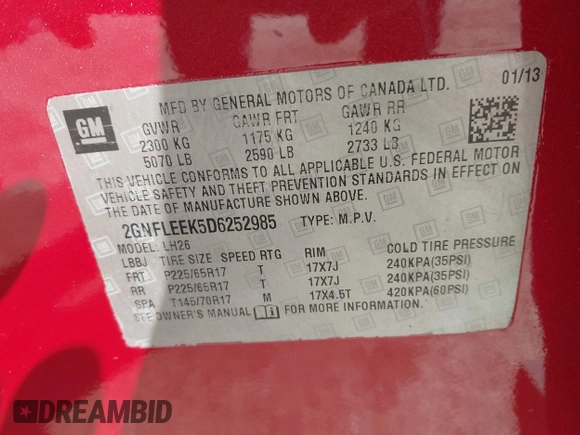 MFD BY GENERAL MOTORS OF CANADA LTD. 01/13
GM
GVWR GAWR FRT GAWR RR
2300 KG 1175 KG 1240 KG
5070 LB 2590 LB 2733 LB
THIS VEHICLE CONFORMS TO ALL APPLICABLE U.S. FEDERAL MOTOR
VEHICLE SAFETY AND THEFT PREVENTION STANDARDS IN EFFECT ON
THE DATE OF MANUFACTURE SHOWN ABOVE.
2GNFLEEK5D6252985 TYPE: M.P.V.
MODEL: LH26
LBBJ TIRE SIZE SPEED RTG RIM COLD TIRE PRESSURE
FRT P225/65R17 T 17X7J 240KPA(35PSI)
RR P225/65R17 T 17X7J 240KPA(35PSI)
SPA T145/70R17 M 17X4.5T 420KPA(60PSI)
SEE OWNER'S MANUAL FOR MORE INFORMATION.
DREAMBID